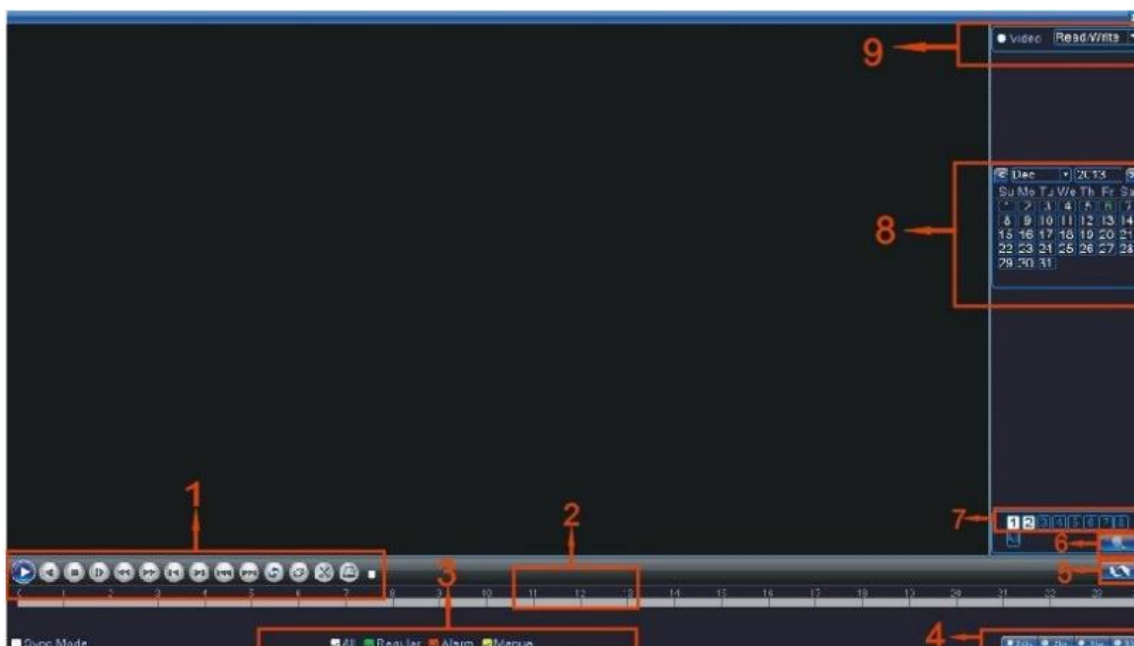 9
Video Read/Write
Dec 2013
Su Mo Tu We Th Fr Sa
1 2 3 4 5 6 7
8 9 10 11 12 13 14
15 16 17 18 19 20 21
22 23 24 25 26 27 28
29 30 31
8
1
2
7
1 2 3 4 5 6 7 8
6
3
5
0 1 2 3 4 5 6 7 8 9 10 11 12 13 14 15 16 17 18 19 20 21 22 23
4
Sync Mode All Regular Alarm Manua